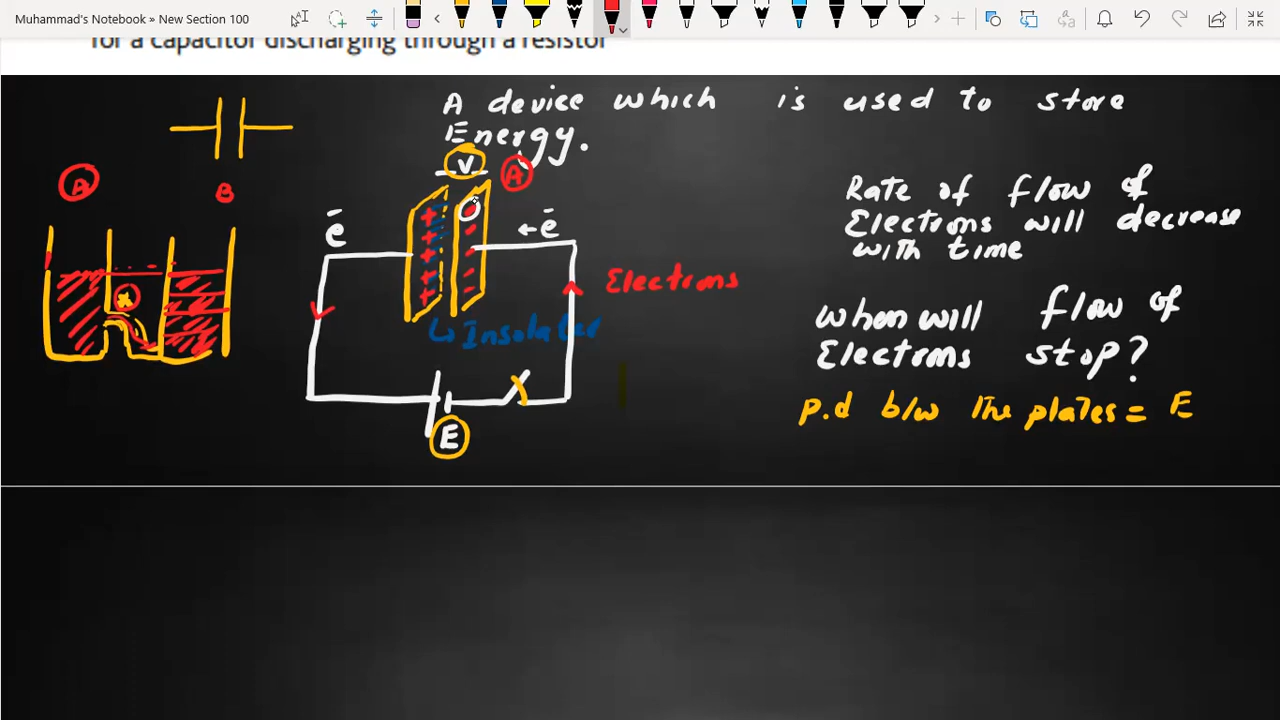 Muhammad's Notebook » New Section 100
for a capacitor discharging through a resistor
A device which is used to store
Energy.
V
A
A
B
Rate of flow of
Electrons will decrease
with time
e
← e
Electrons
Insolater
When will flow of
Electrons stop?
p.d b/w The plates = E
E